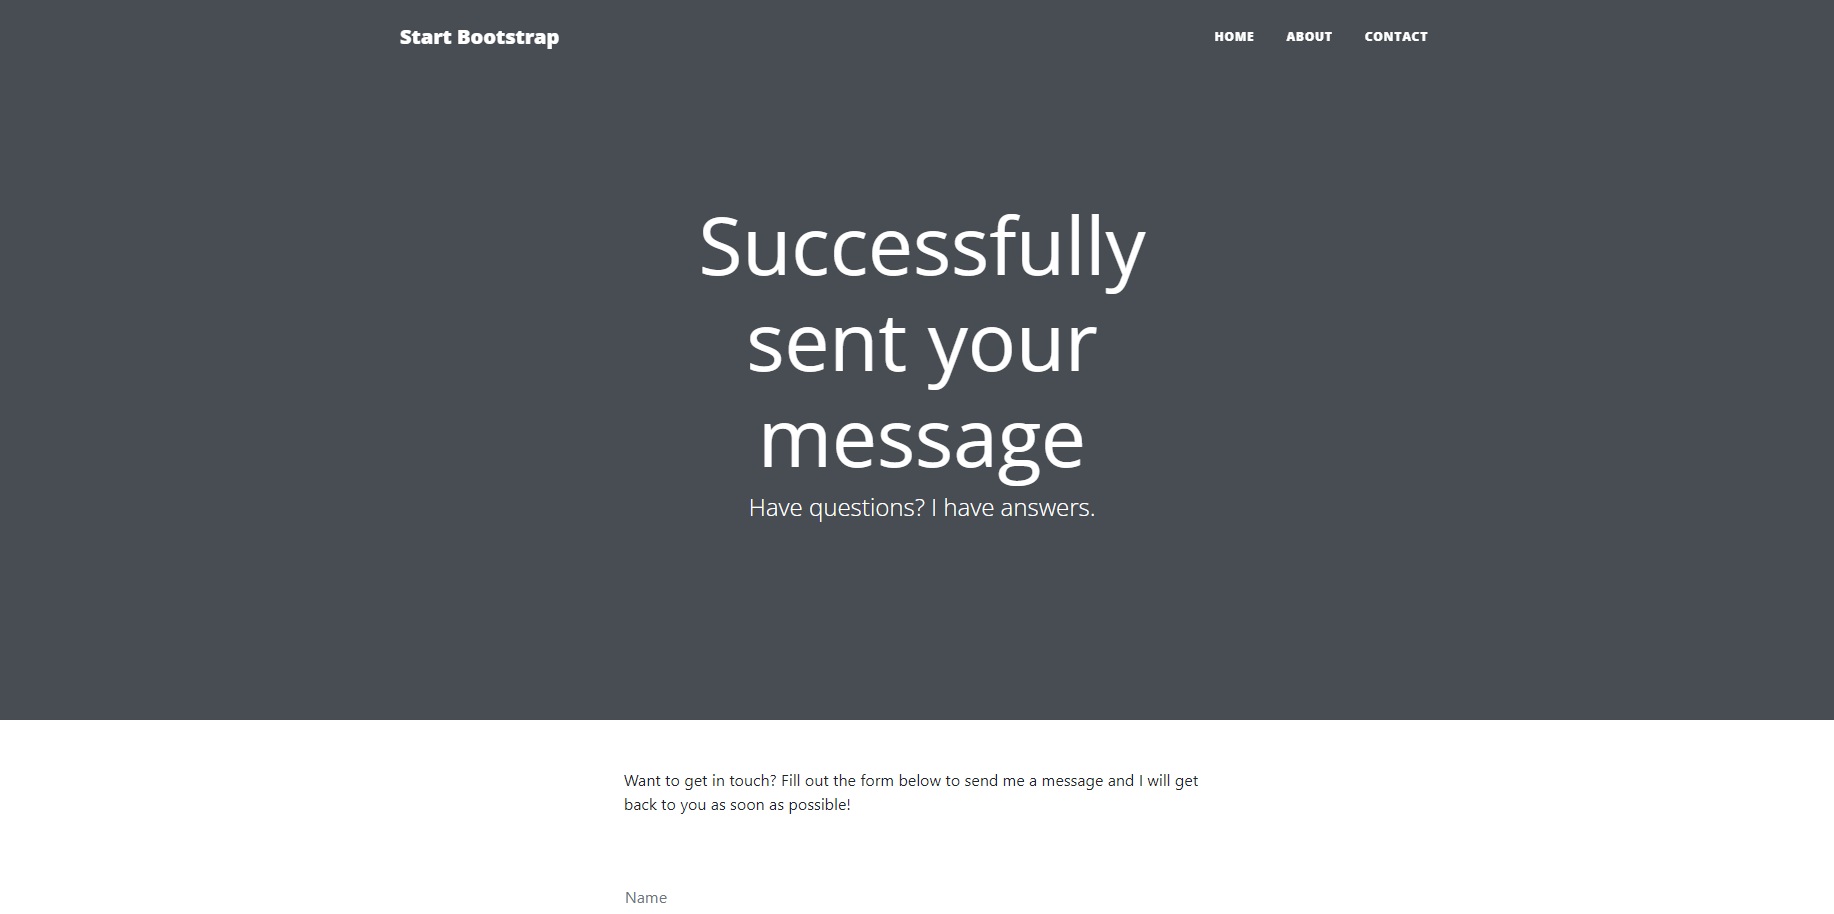 Start Bootstrap
HOME ABOUT CONTACT
Successfully
sent your
message
Have questions? I have answers.
Want to get in touch? Fill out the form below to send me a message and I will get
back to you as soon as possible!
Name